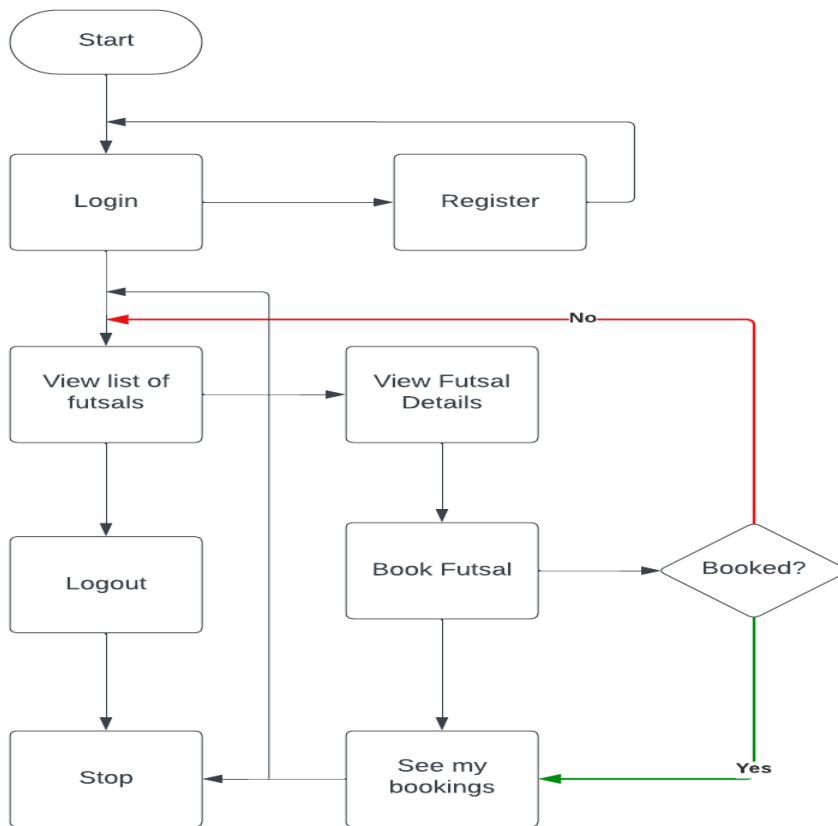 Start
Login
Register
No
View list of
futsals
View Futsal
Details
Logout
Book Futsal
Booked?
Stop
See my
bookings
Yes